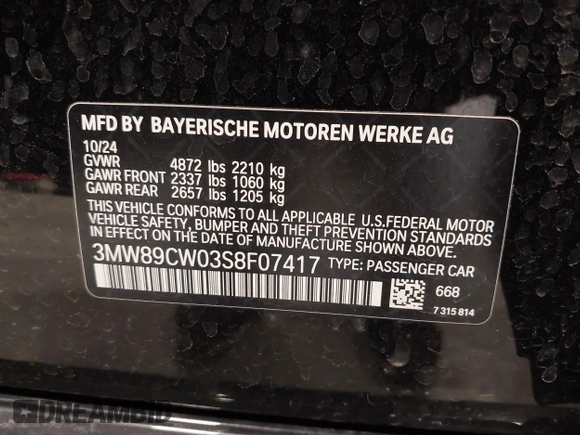 MFD BY BAYERISCHE MOTOREN WERKE AG
10/24
GVWR 4872 lbs 2210 kg
GAWR FRONT 2337 lbs 1060 kg
GAWR REAR 2657 lbs 1205 kg
THIS VEHICLE CONFORMS TO ALL APPLICABLE U.S.FEDERAL MOTOR
VEHICLE SAFETY, BUMPER AND THEFT PREVENTION STANDARDS
IN EFFECT ON THE DATE OF MANUFACTURE SHOWN ABOVE.
3MW89CW03S8F07417 TYPE: PASSENGER CAR
668
7 315 814
DREAMBID